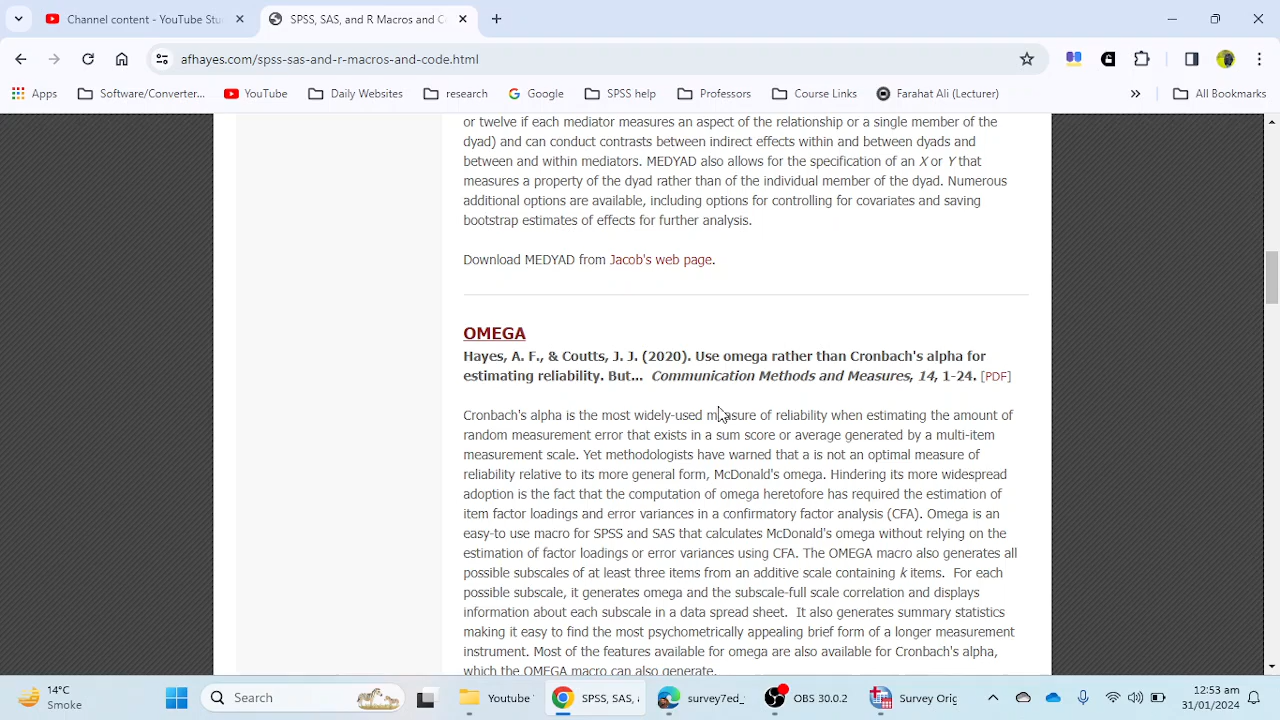 Channel content - YouTube Stu
SPSS, SAS, and R Macros and C
afhayes.com/spss-sas-and-r-macros-and-code.html
Apps
Software/Converter...
YouTube
Daily Websites
research
Google
SPSS help
Professors
Course Links
Farahat Ali (Lecturer)
»
All Bookmarks
or twelve if each mediator measures an aspect of the relationship or a single member of the
dyad) and can conduct contrasts between indirect effects within and between dyads and
between and within mediators. MEDYAD also allows for the specification of an X or Y that
measures a property of the dyad rather than of the individual member of the dyad. Numerous
additional options are available, including options for controlling for covariates and saving
bootstrap estimates of effects for further analysis.
Download MEDYAD from Jacob's web page.
OMEGA
Hayes, A. F., & Coutts, J. J. (2020). Use omega rather than Cronbach's alpha for
estimating reliability. But... Communication Methods and Measures, 14, 1-24. [PDF]
Cronbach's alpha is the most widely-used measure of reliability when estimating the amount of
random measurement error that exists in a sum score or average generated by a multi-item
measurement scale. Yet methodologists have warned that a is not an optimal measure of
reliability relative to its more general form, McDonald's omega. Hindering its more widespread
adoption is the fact that the computation of omega heretofore has required the estimation of
item factor loadings and error variances in a confirmatory factor analysis (CFA). Omega is an
easy-to use macro for SPSS and SAS that calculates McDonald's omega without relying on the
estimation of factor loadings or error variances using CFA. The OMEGA macro also generates all
possible subscales of at least three items from an additive scale containing k items. For each
possible subscale, it generates omega and the subscale-full scale correlation and displays
information about each subscale in a data spread sheet. It also generates summary statistics
making it easy to find the most psychometrically appealing brief form of a longer measurement
instrument. Most of the features available for omega are also available for Cronbach's alpha,
which the OMEGA macro can also generate.
14°C
Smoke
Search
Youtube
SPSS, SAS,
survey7ed_
OBS 30.0.2
Survey Orig
12:53 am
31/01/2024